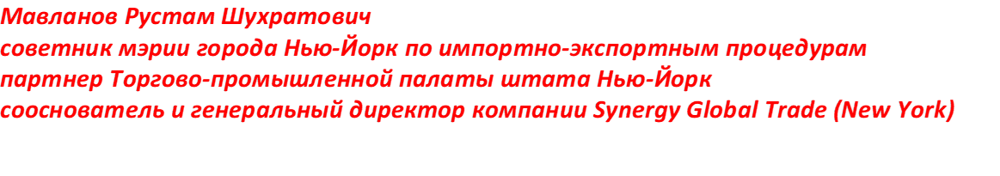 Мавланов Рустам Шухратович
советник мэрии города Нью-Йорк по импортно-экспортным процедурам
партнер Торгово-промышленной палаты штата Нью-Йорк
сооснователь и генеральный директор компании Synergy Global Trade (New York)